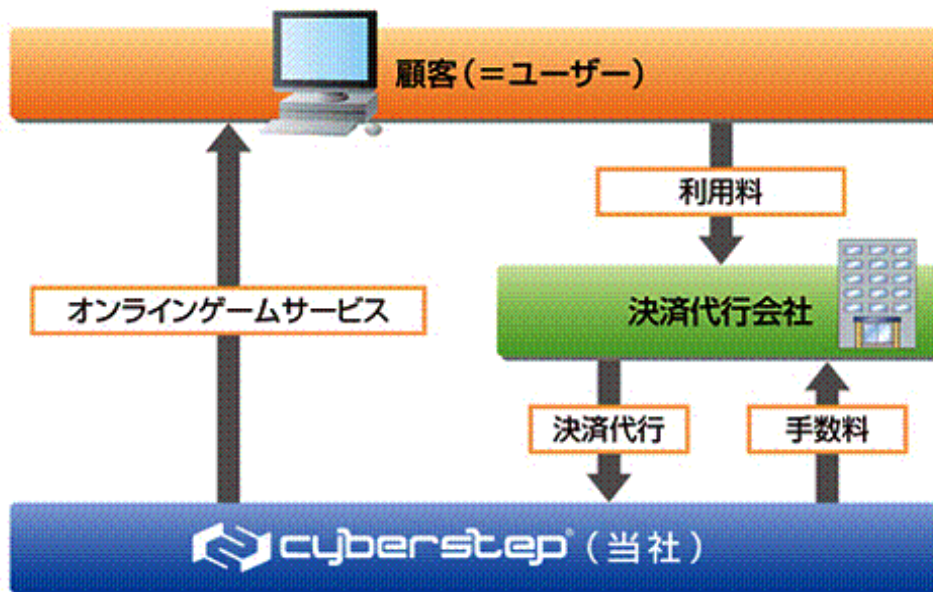 顧客(=ユーザー)
利用料
オンラインゲームサービス
決済代行会社
決済代行
手数料
cyberstep®(当社)